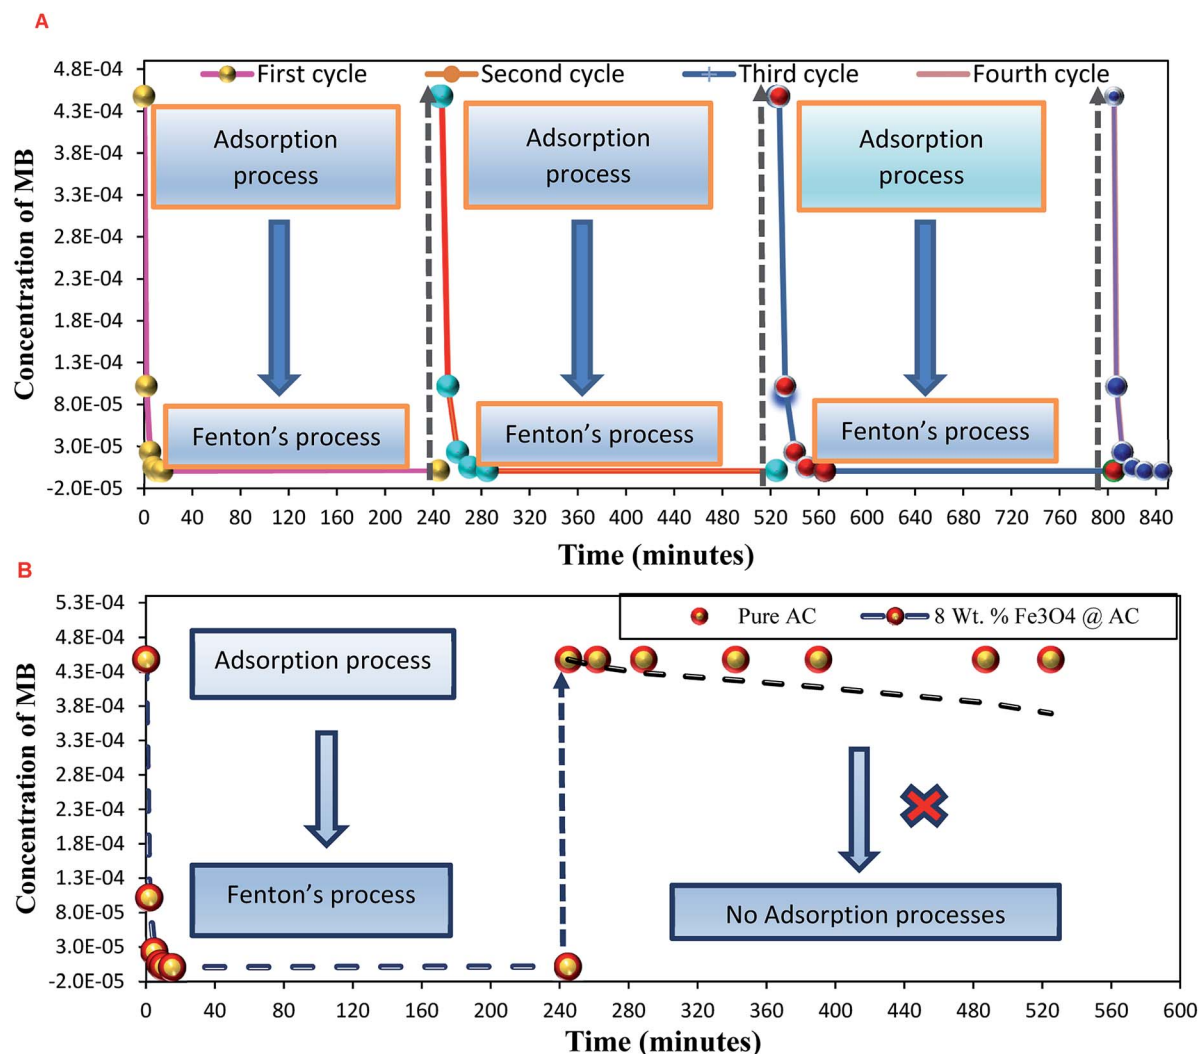 A
First cycle Second cycle Third cycle Fourth cycle
Concentration of MB
4.8E-04
4.3E-04
3.8E-04
3.3E-04
2.8E-04
2.3E-04
1.8E-04
1.3E-04
8.0E-05
3.0E-05
-2.0E-05
Adsorption
process
Adsorption
process
Adsorption
process
Fenton's process
Fenton's process
Fenton's process
0 40 80 120 160 200 240 280 320 360 400 440 480 520 560 600 640 680 720 760 800 840
Time (minutes)
B
Pure AC 8 Wt. % Fe3O4 @ AC
Concentration of MB
5.3E-04
4.8E-04
4.3E-04
3.8E-04
3.3E-04
2.8E-04
2.3E-04
1.8E-04
1.3E-04
8.0E-05
3.0E-05
-2.0E-05
Adsorption process
Fenton's process
No Adsorption processes
0 40 80 120 160 200 240 280 320 360 400 440 480 520 560 600
Time (minutes)